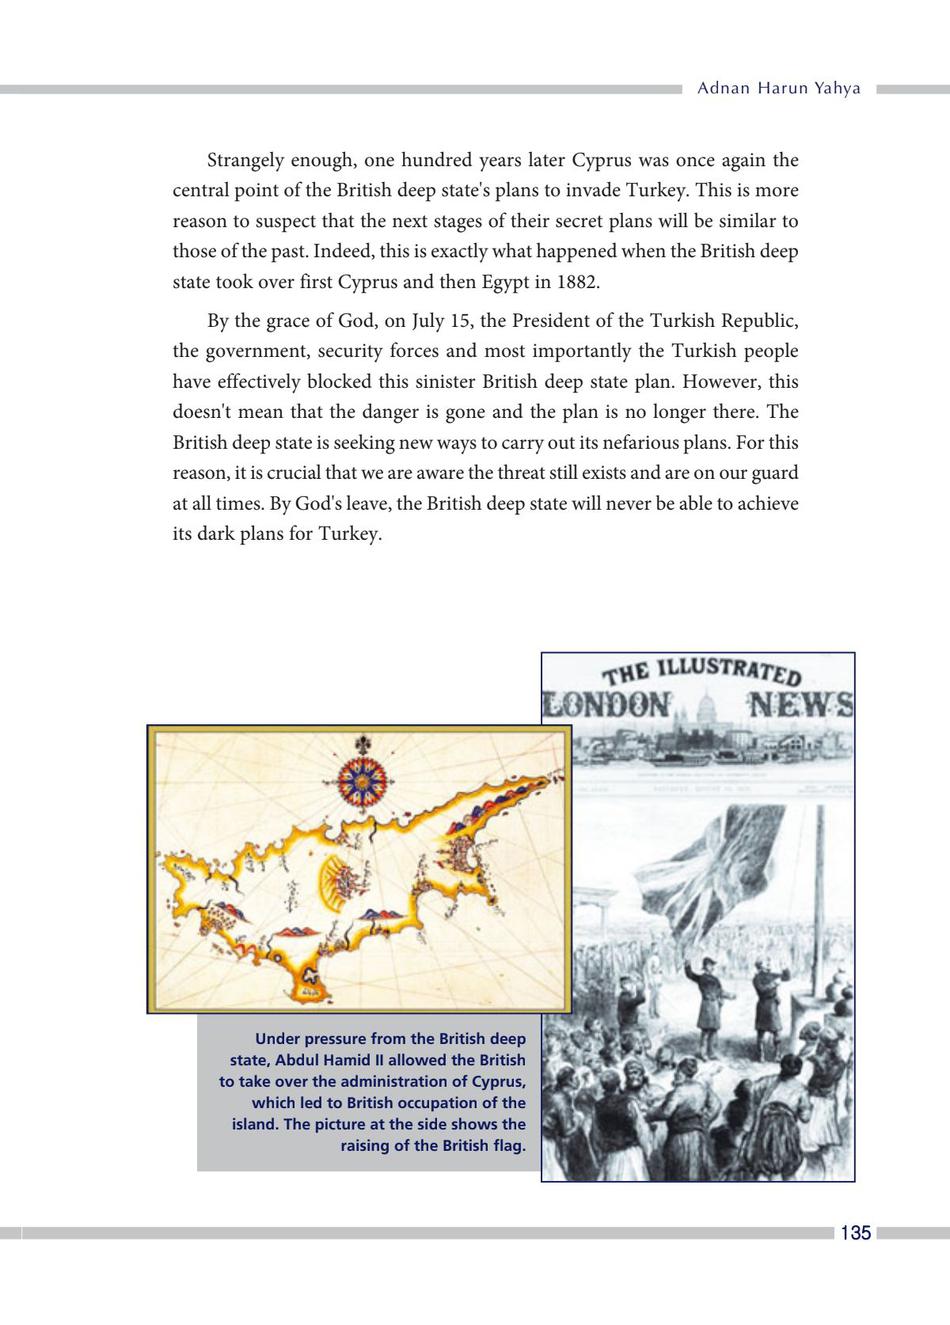 Adnan Harun Yahya
Strangely enough, one hundred years later Cyprus was once again the
central point of the British deep state's plans to invade Turkey. This is more
reason to suspect that the next stages of their secret plans will be similar to
those of the past. Indeed, this is exactly what happened when the British deep
state took over first Cyprus and then Egypt in 1882.
By the grace of God, on July 15, the President of the Turkish Republic,
the government, security forces and most importantly the Turkish people
have effectively blocked this sinister British deep state plan. However, this
doesn't mean that the danger is gone and the plan is no longer there. The
British deep state is seeking new ways to carry out its nefarious plans. For this
reason, it is crucial that we are aware the threat still exists and are on our guard
at all times. By God's leave, the British deep state will never be able to achieve
its dark plans for Turkey.
THE ILLUSTRATED
LONDON NEWS
Under pressure from the British deep
state, Abdul Hamid II allowed the British
to take over the administration of Cyprus,
which led to British occupation of the
island. The picture at the side shows the
raising of the British flag.
135